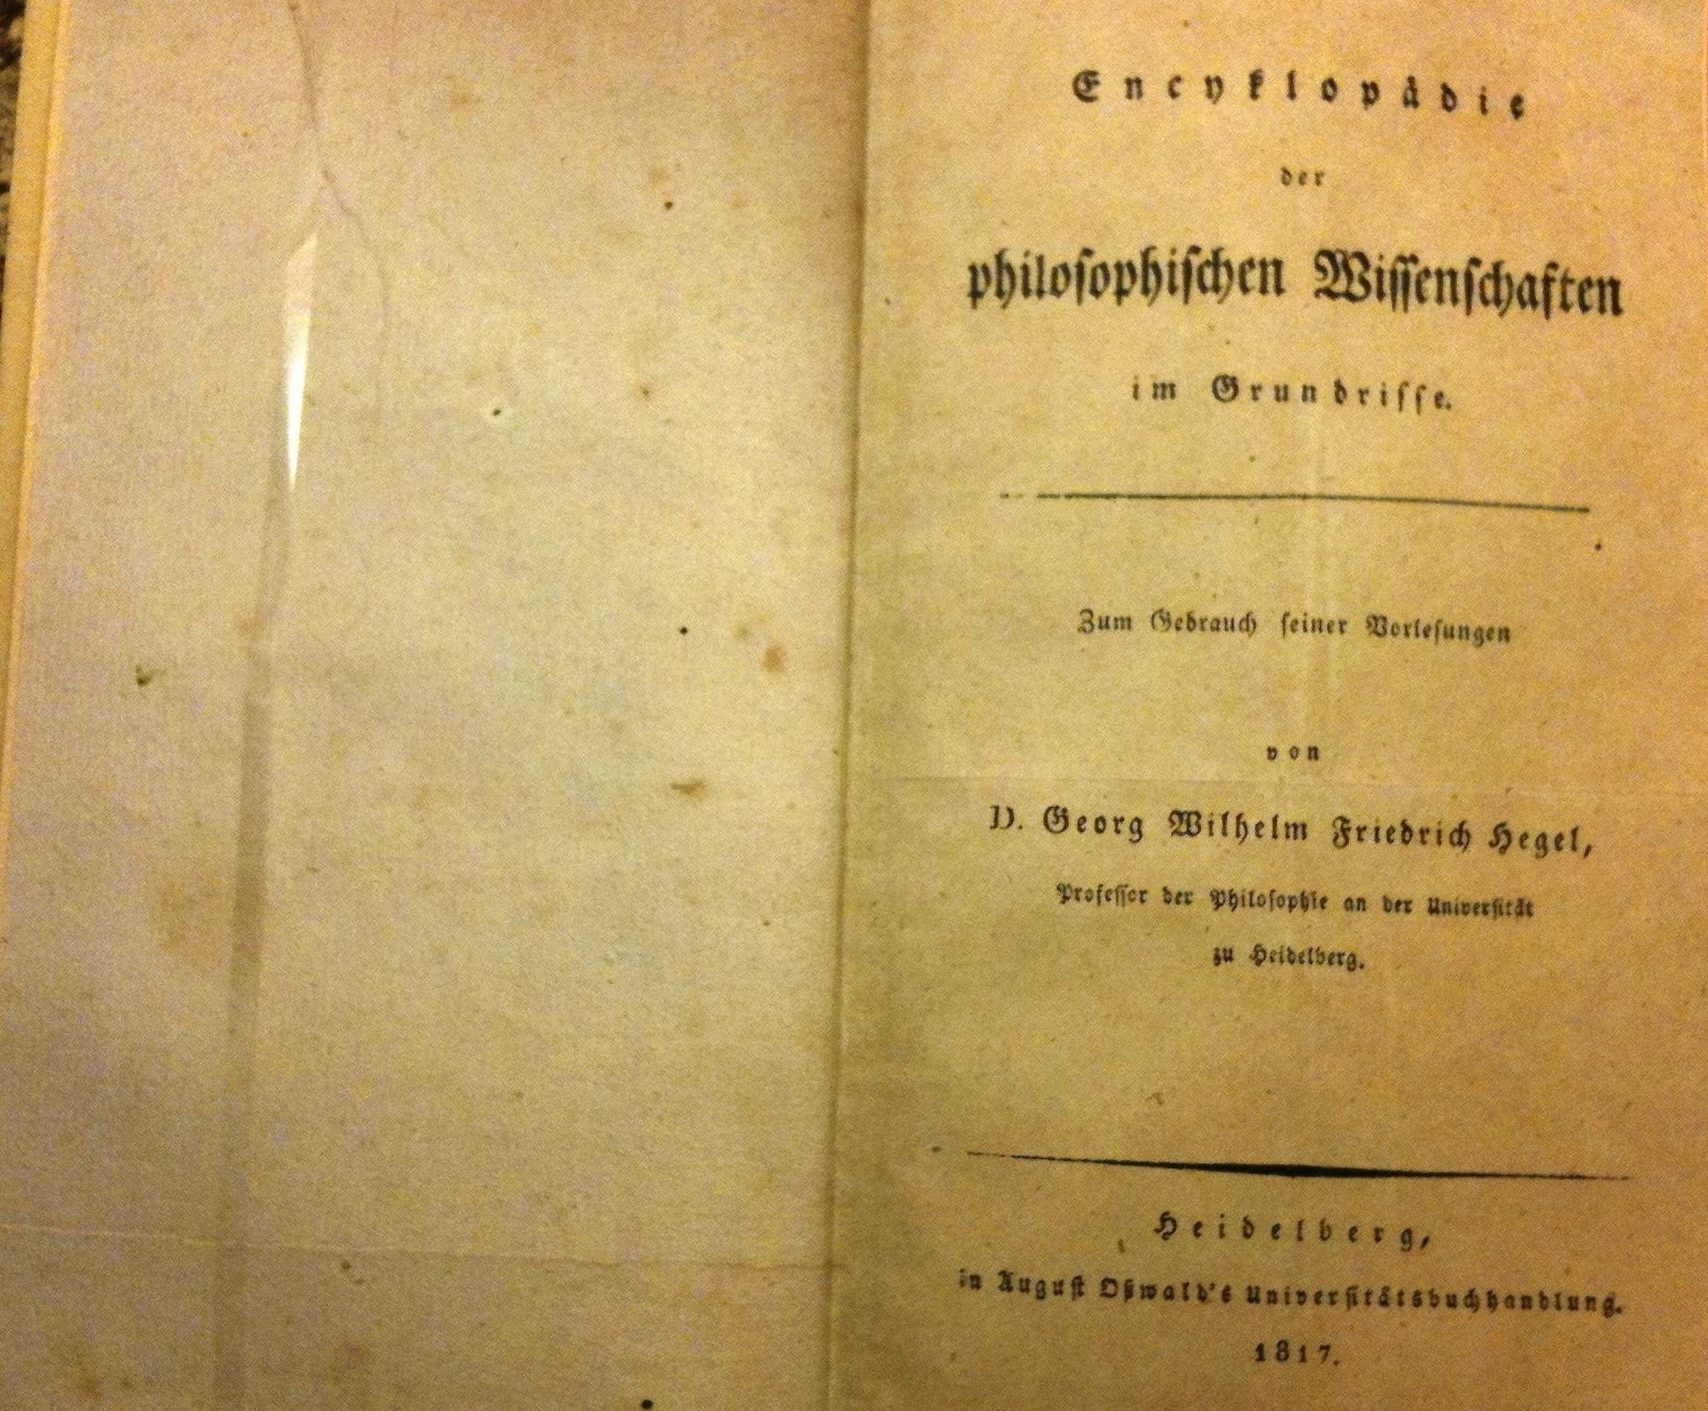 Encyklopädie
der
philosophischen Wissenschaften
im Grundrisse.
Zum Gebrauch seiner Vorlesungen
von
D. Georg Wilhelm Friedrich Hegel,
Professor der Philosophie an der Universität
zu Heidelberg.
Heidelberg,
in August Oßwald's Universitätsbuchhandlung.
1817.